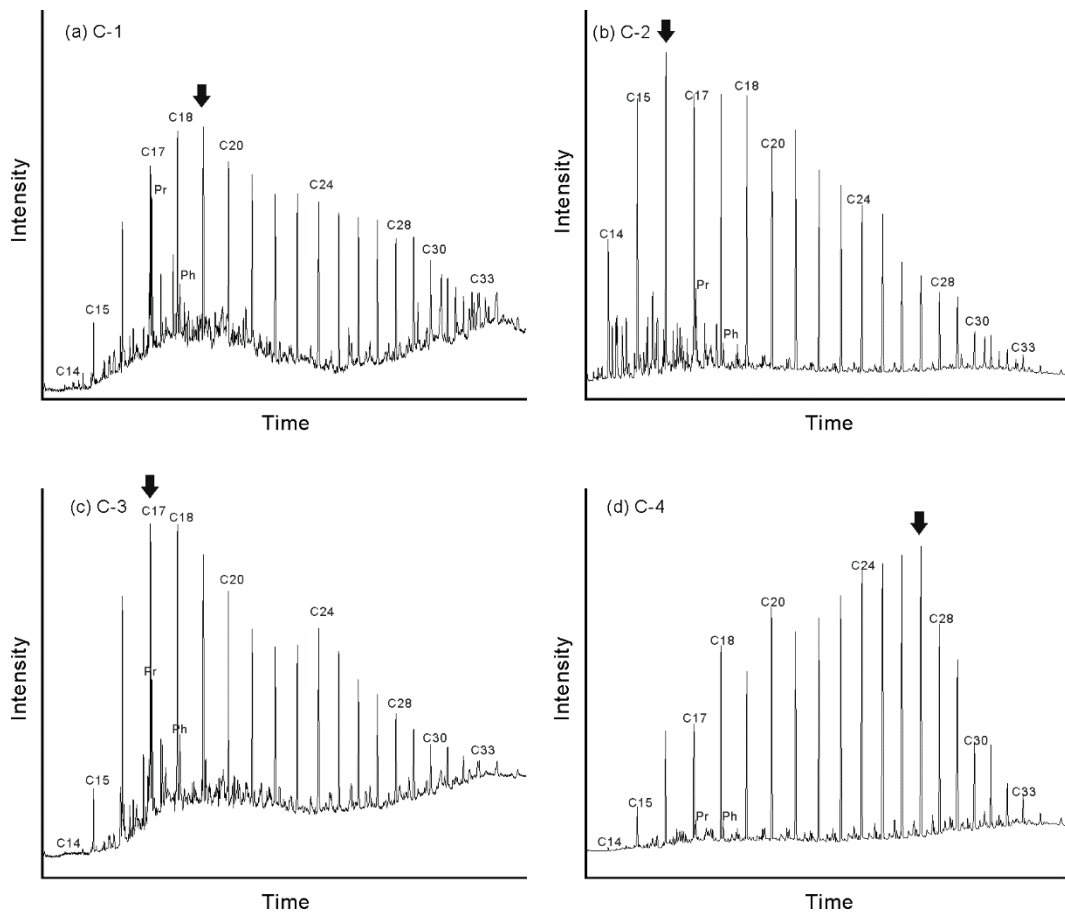 (a) C-1
C14
C15
C17
Pr
C18
Ph
C20
C24
C28
C30
C33
Intensity
Time
(b) C-2
C14
C15
C17
Pr
Ph
C18
C20
C24
C28
C30
C33
Intensity
Time
(c) C-3
C14
C15
C17
Pr
C18
Ph
C20
C24
C28
C30
C33
Intensity
Time
(d) C-4
C14
C15
C17
Pr
C18
Ph
C20
C24
C28
C30
C33
Intensity
Time